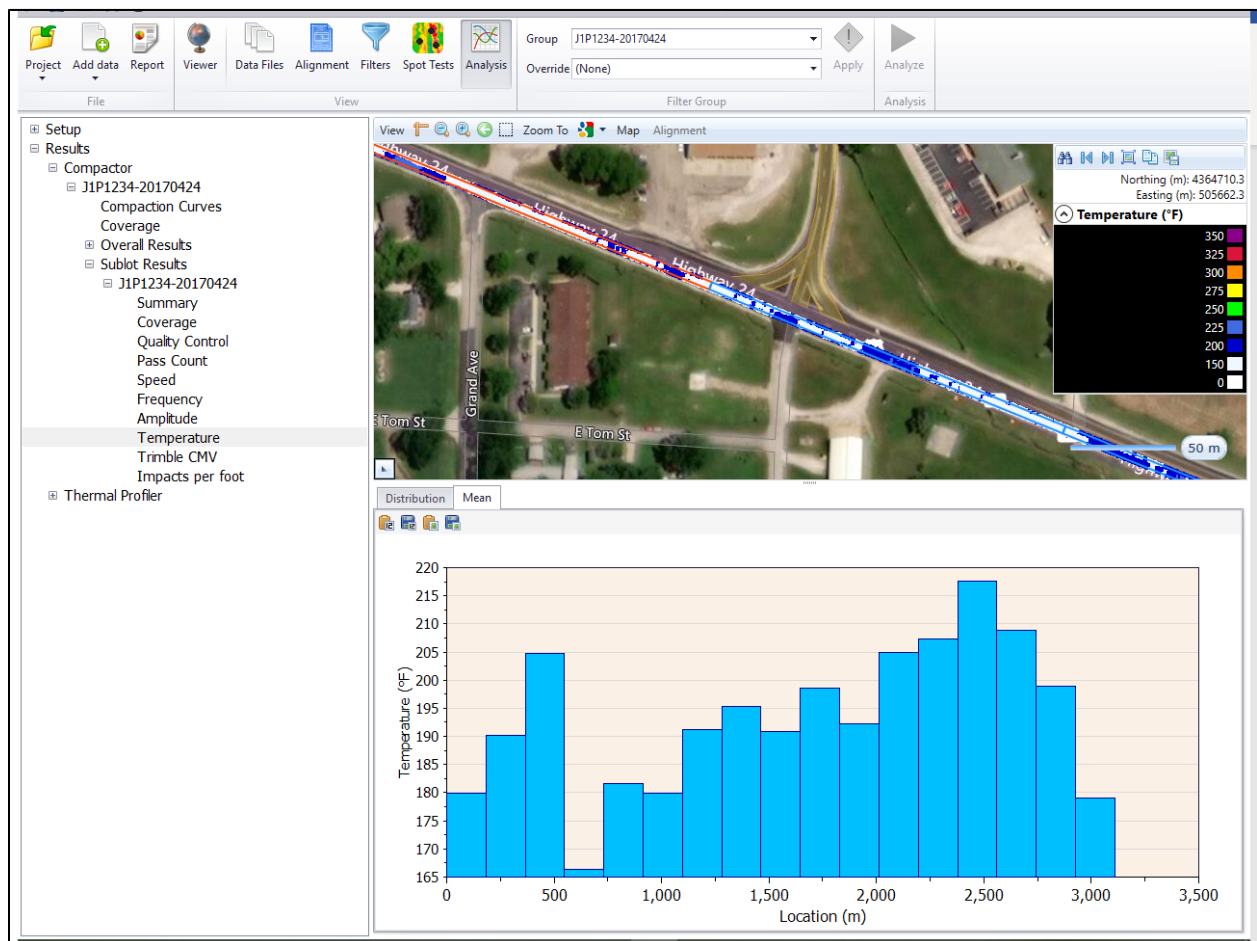 Project
Add data
Report
Viewer
Data Files
Alignment
Filters
Spot Tests
Analysis
Group J1P1234-20170424
Override (None)
Apply
Analyze
File
View
Filter Group
Analysis
Setup
Results
Compactor
J1P1234-20170424
Compaction Curves
Coverage
Overall Results
Sublot Results
J1P1234-20170424
Summary
Coverage
Quality Control
Pass Count
Speed
Frequency
Amplitude
Temperature
Trimble CMV
Impacts per foot
Thermal Profiler
View Zoom To Map Alignment
Highway 24
Highway 24
Highway 24
Grand Ave
E Tom St
E Tom St
50 m
Northing (m): 4364710.3
Easting (m): 505662.3
Temperature (°F)
350
325
300
275
250
225
200
150
0
Distribution Mean
220
215
210
205
200
195
190
185
180
175
170
165
Temperature (°F)
0 500 1,000 1,500 2,000 2,500 3,000 3,500
Location (m)